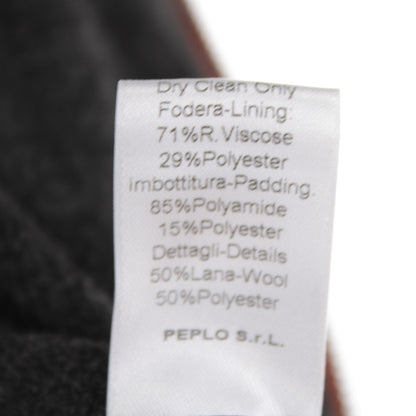 Dry Clean Only
Fodera-Lining:
71%R.Viscose
29%Polyester
Imbottitura-Padding:
85%Polyamide
15%Polyester
Dettagli-Details
50%Lana-Wool
50%Polyester
PEPLO S.r.L.